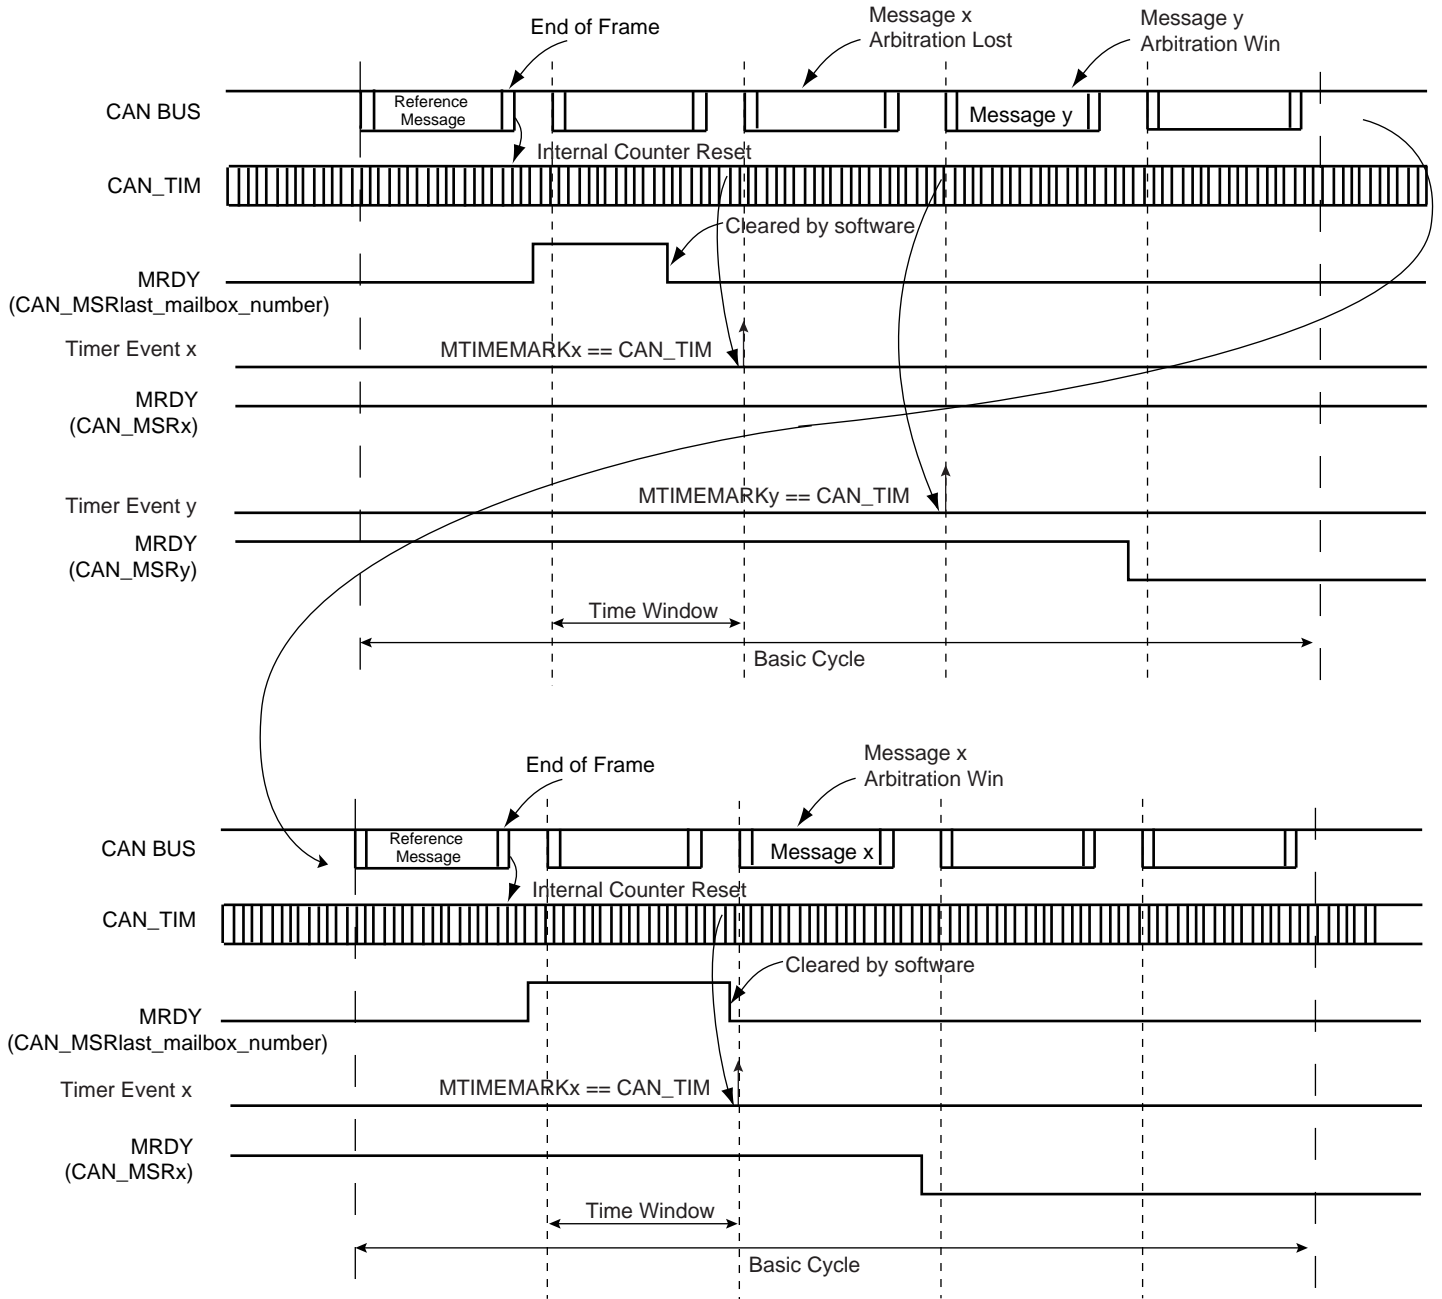 End of Frame
Message x
Arbitration Lost
Message y
Arbitration Win
CAN BUS
Reference
Message
Message y
Internal Counter Reset
CAN_TIM
Cleared by software
MRDY
(CAN_MSRlast_mailbox_number)
Timer Event x
MTIMEMARKx == CAN_TIM
MRDY
(CAN_MSRx)
Timer Event y
MTIMEMARKy == CAN_TIM
MRDY
(CAN_MSRy)
Time Window
Basic Cycle
End of Frame
Message x
Arbitration Win
CAN BUS
Reference
Message
Message x
Internal Counter Reset
CAN_TIM
Cleared by software
MRDY
(CAN_MSRlast_mailbox_number)
Timer Event x
MTIMEMARKx == CAN_TIM
MRDY
(CAN_MSRx)
Time Window
Basic Cycle